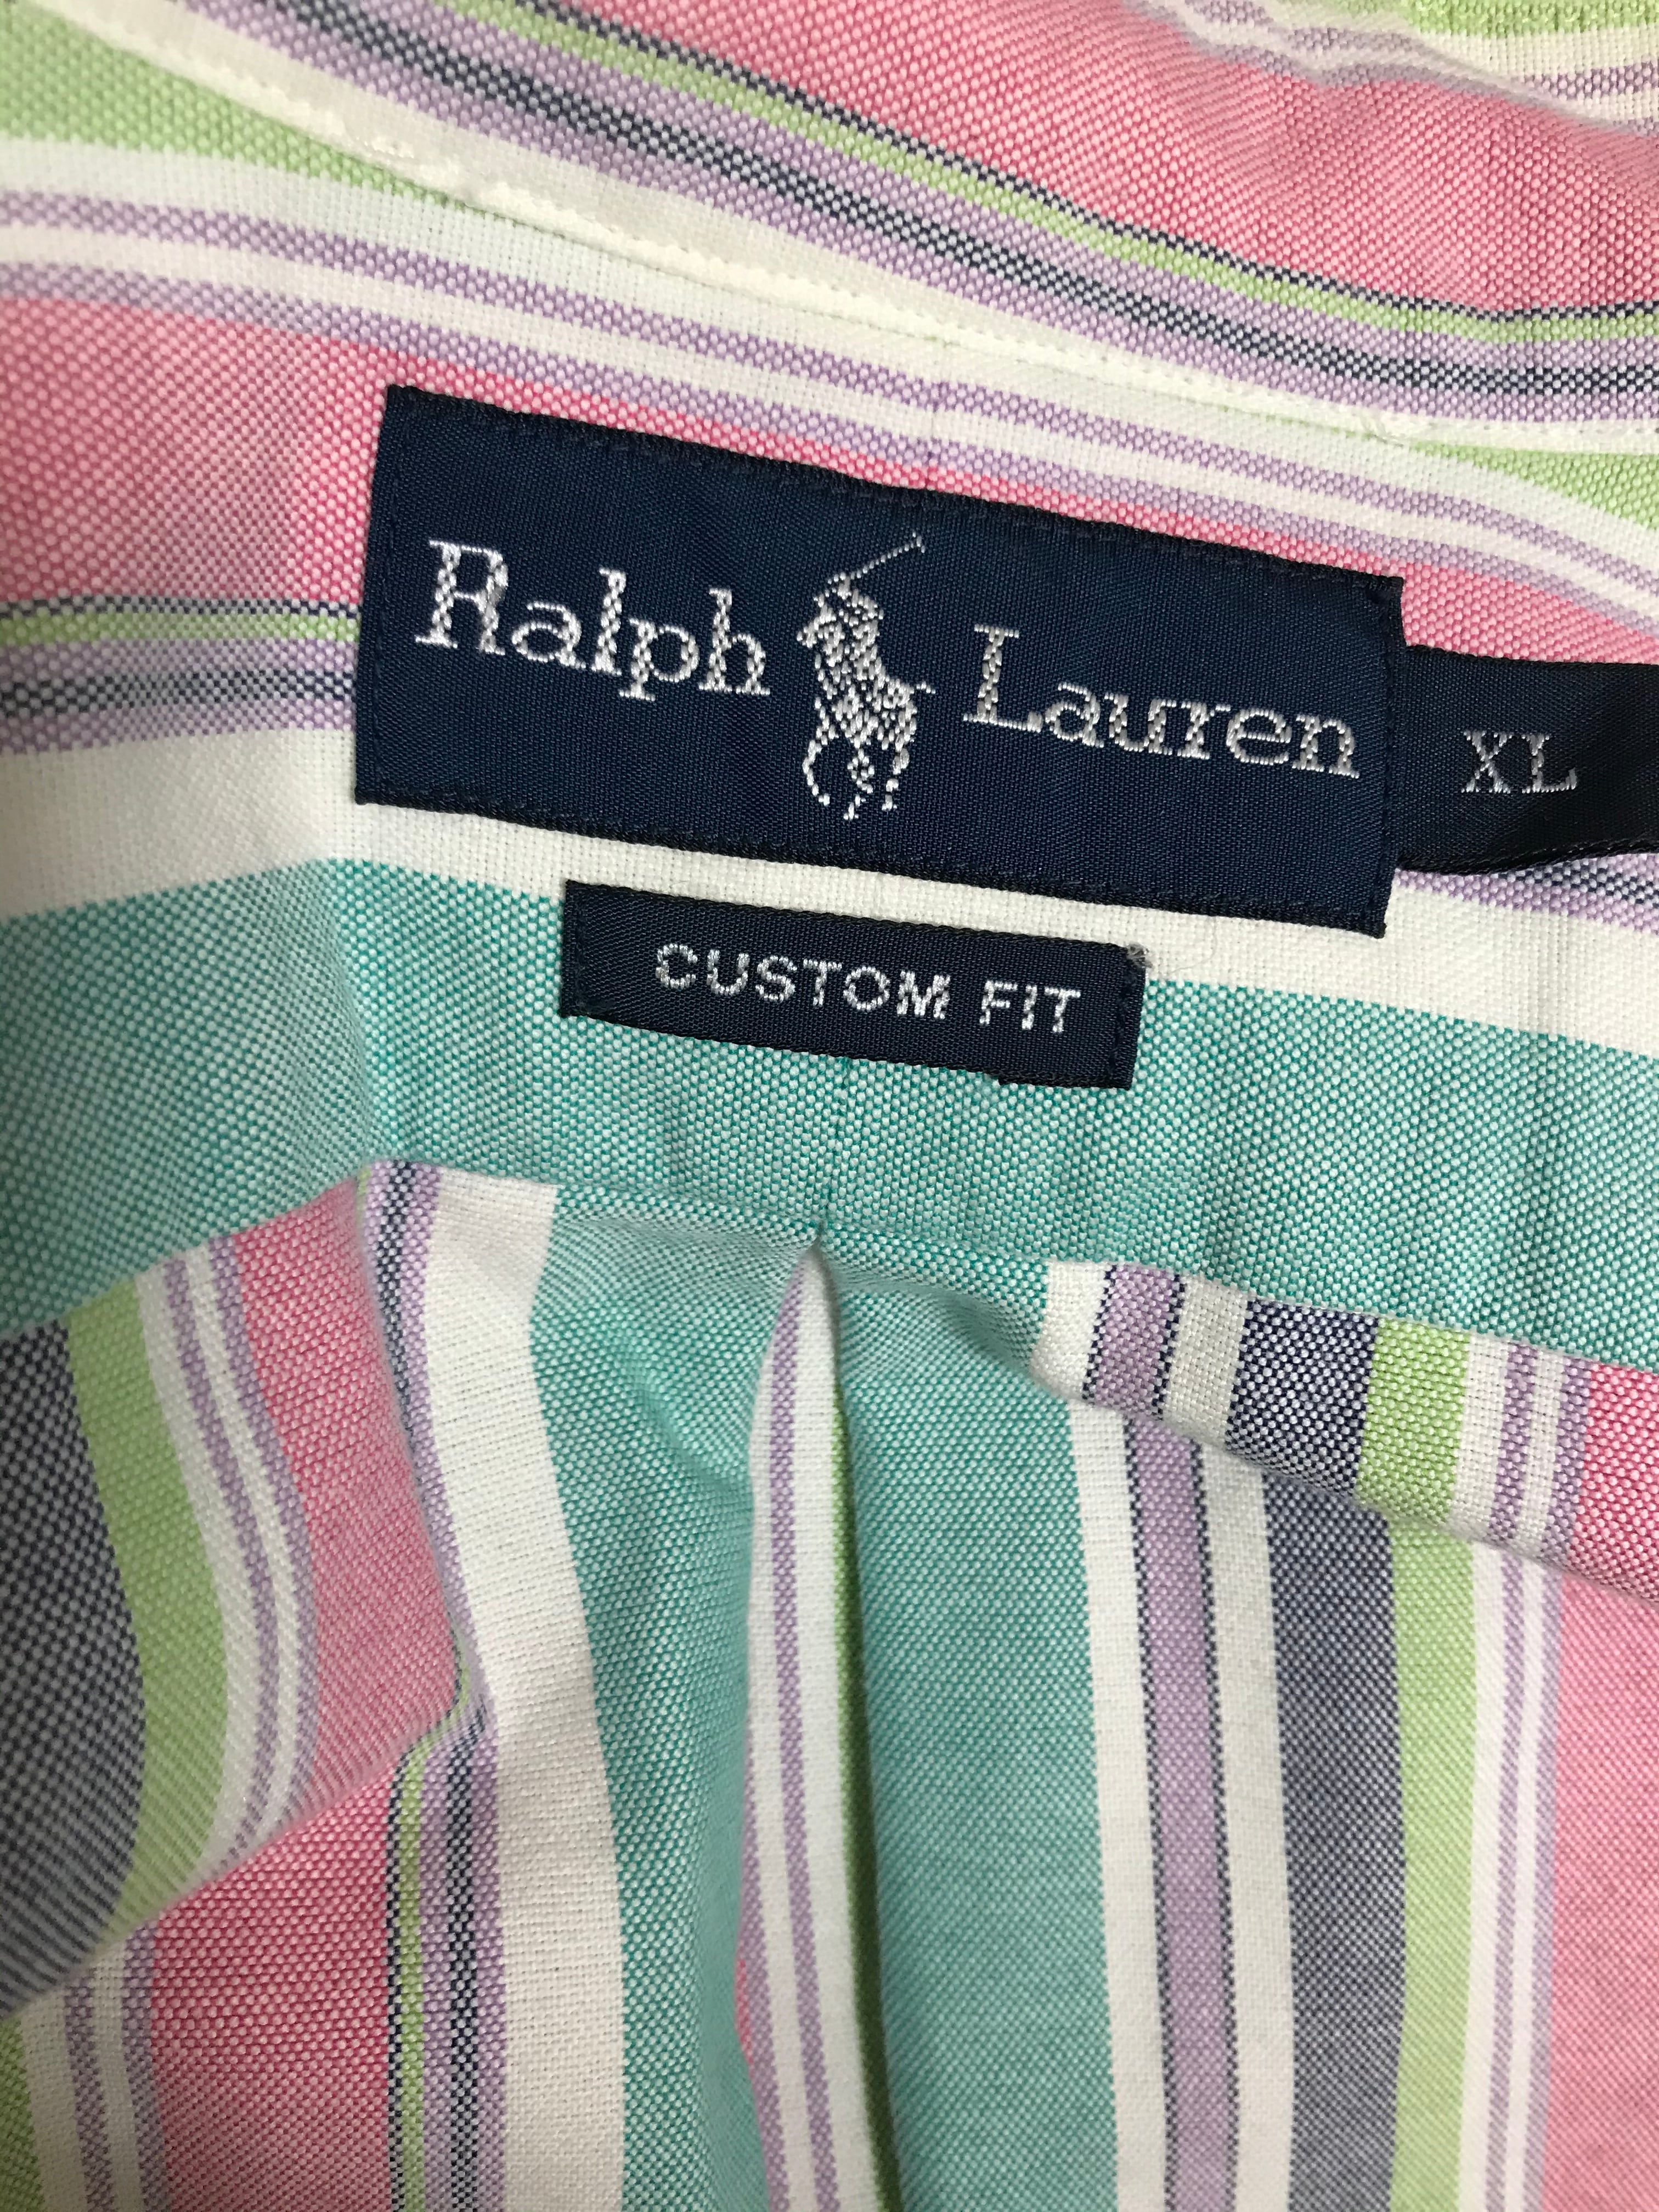 Ralph Lauren
XL
CUSTOM FIT